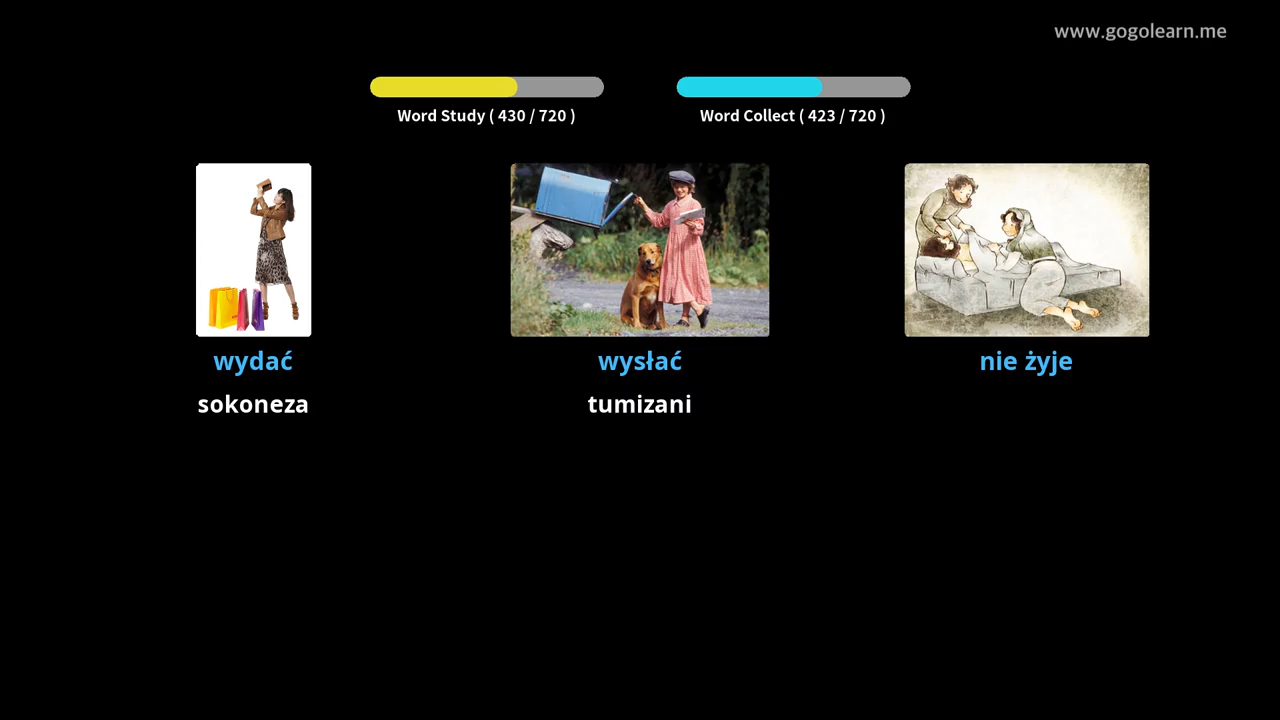 www.gogolearn.me
Word Study ( 430 / 720 )
Word Collect ( 423 / 720 )
wydać
wysłać
nie żyje
sokoneza
tumizani